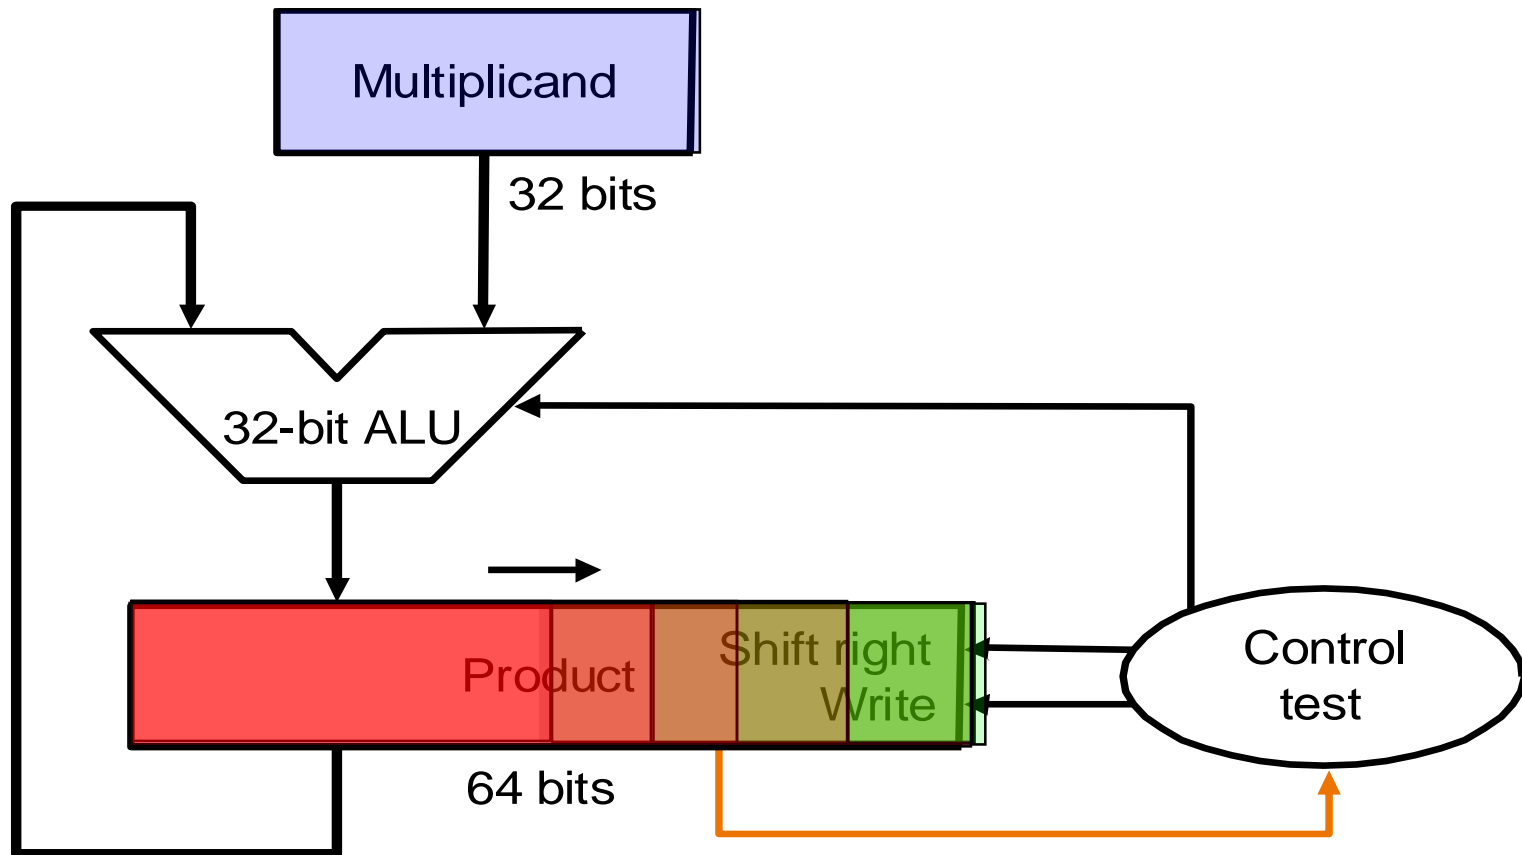 Multiplicand
32 bits
32-bit ALU
Product
Shift right
Write
Control
test
64 bits